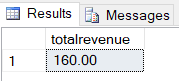 Results Messages
totalrevenue
1 160.00